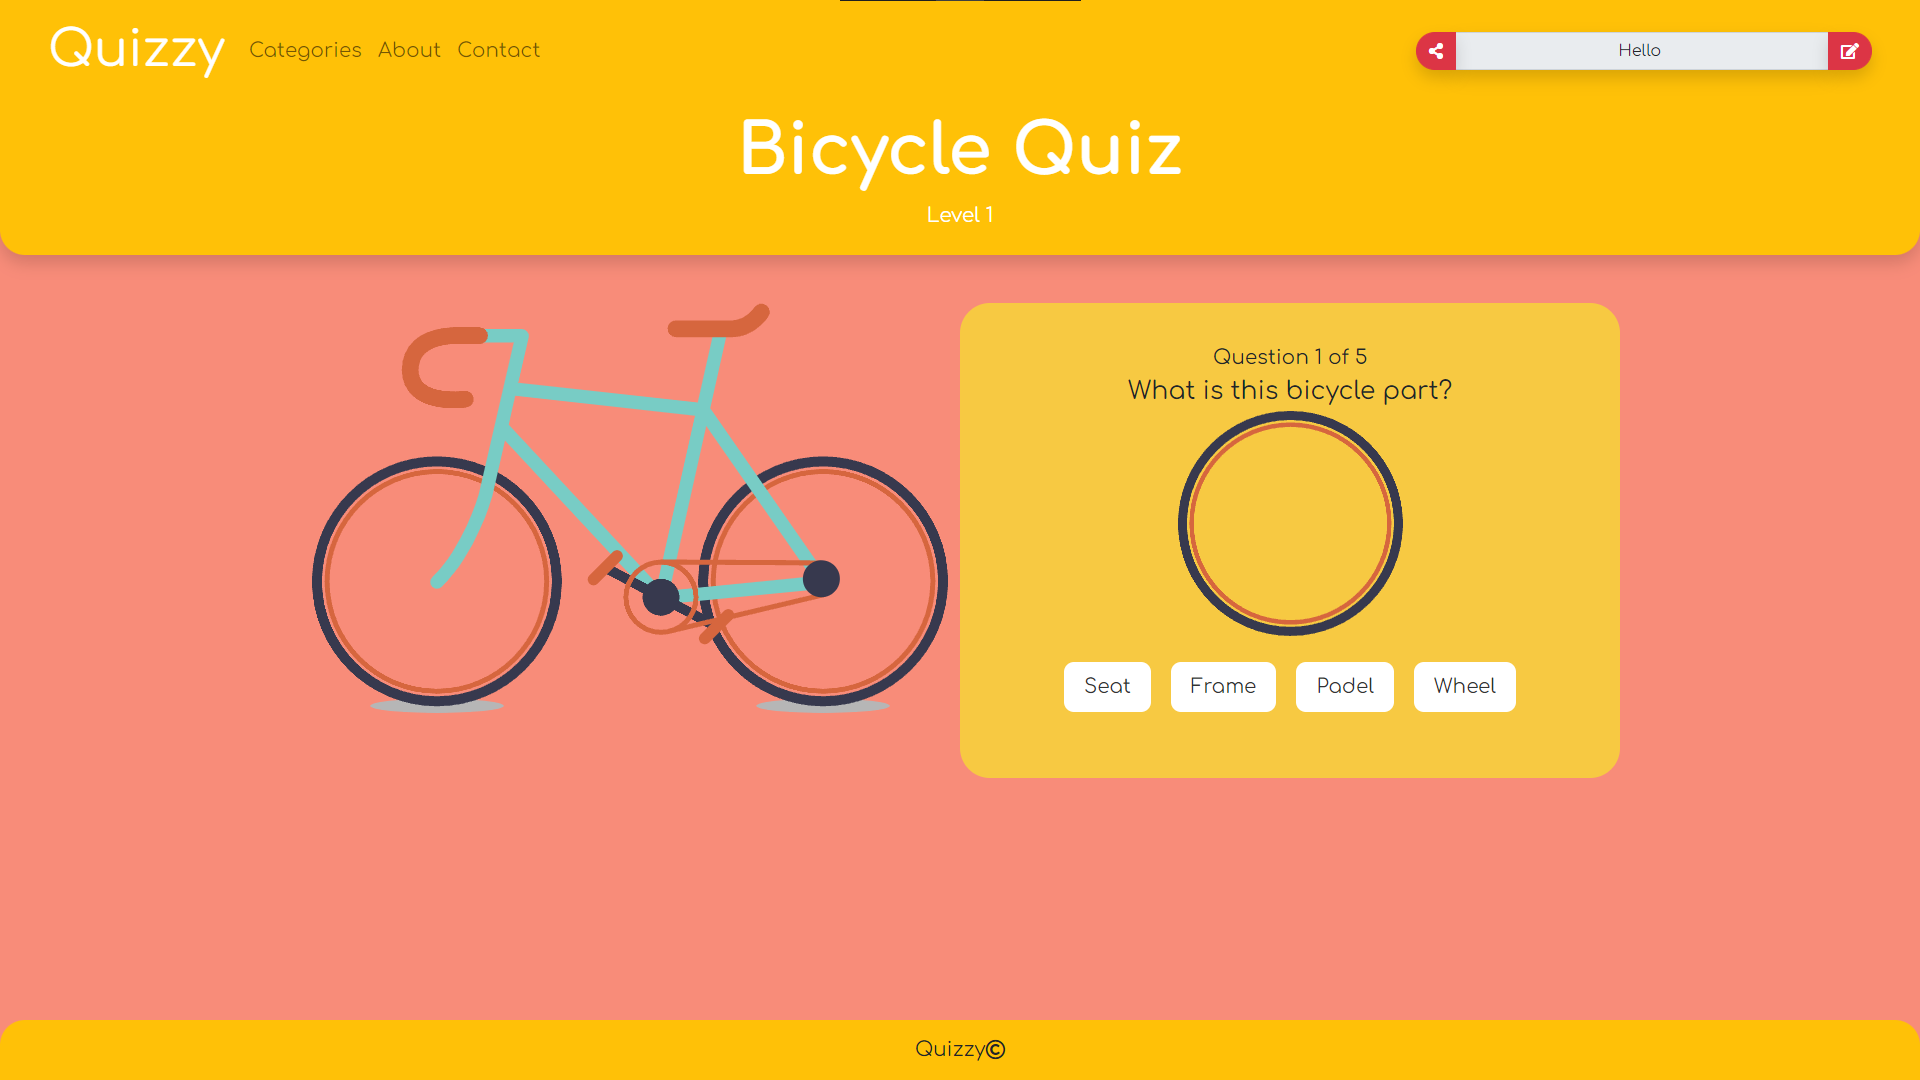 Quizzy Categories About Contact
Hello
Bicycle Quiz
Level 1
Question 1 of 5
What is this bicycle part?
Seat Frame Padel Wheel
Quizzy©